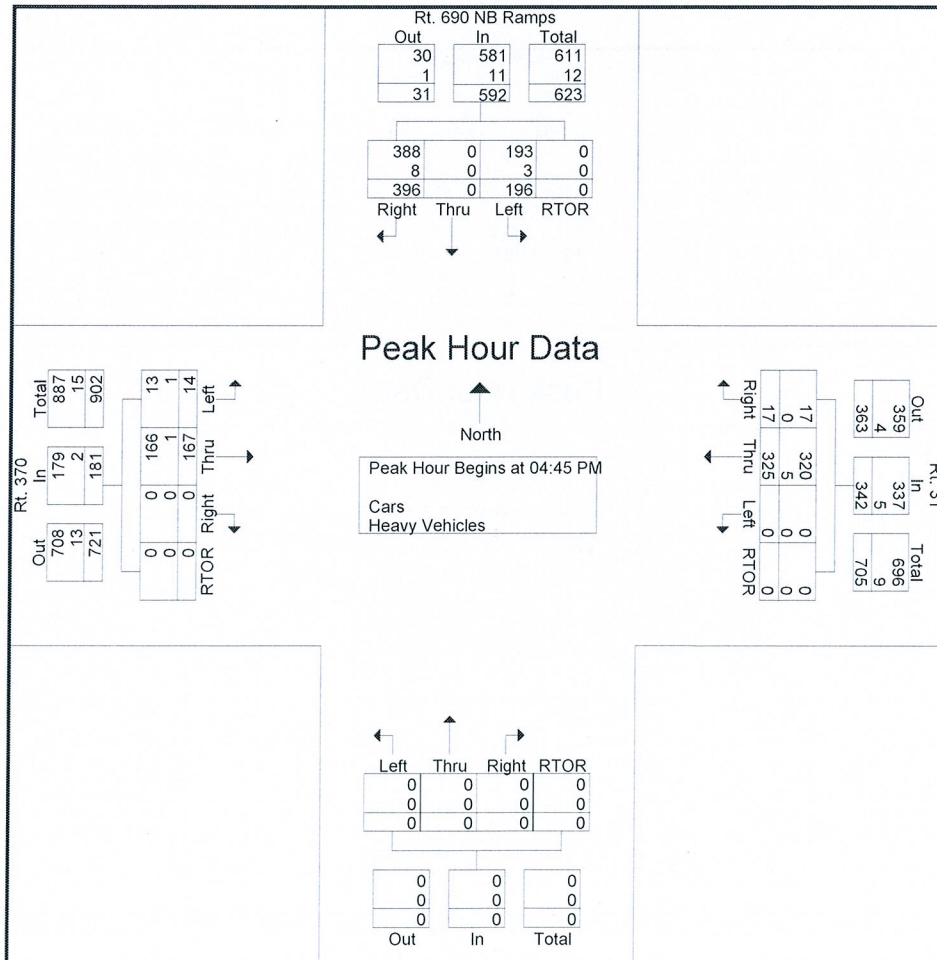 Rt. 690 NB Ramps
Out In Total
30 581 611
1 11 12
31 592 623
388 0 193 0
8 0 3 0
396 0 196 0
Right Thru Left RTOR
Peak Hour Data
North
Peak Hour Begins at 04:45 PM
Cars
Heavy Vehicles
Rt. 370
Out In Total
708 179 887
13 2 15
721 181 902
RTOR Right Thru Left
0 0 166 13
0 0 1 1
0 0 167 14
Out In Total
359 337 696
4 5 9
363 342 705
Right Thru Left RTOR
17 320 0 0
0 5 0 0
17 325 0 0
Left Thru Right RTOR
0 0 0 0
0 0 0 0
0 0 0 0
0 0 0
0 0 0
0 0 0
Out In Total